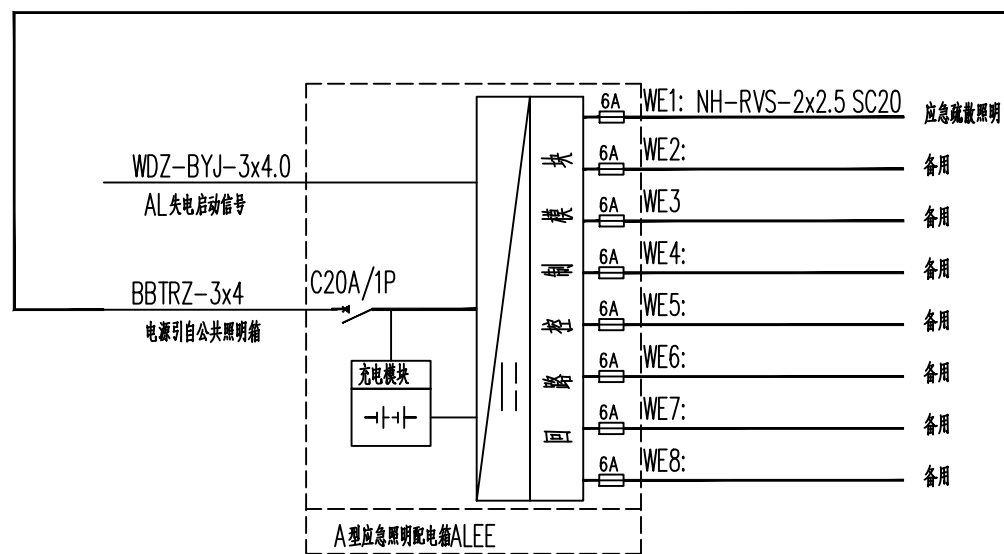 6A WE1: NH-RVS-2x2.5 SC20 应急疏散照明
6A WE2: 备用
WDZ-BYJ-3x4.0
AL失电启动信号
6A WE3 备用
6A WE4: 备用
BBTRZ-3x4 C20A/1P
电源引自公共照明箱
6A WE5: 备用
充电模块
6A WE6: 备用
6A WE7: 备用
6A WE8: 备用
回路控制模块
A型应急照明配电箱ALEE